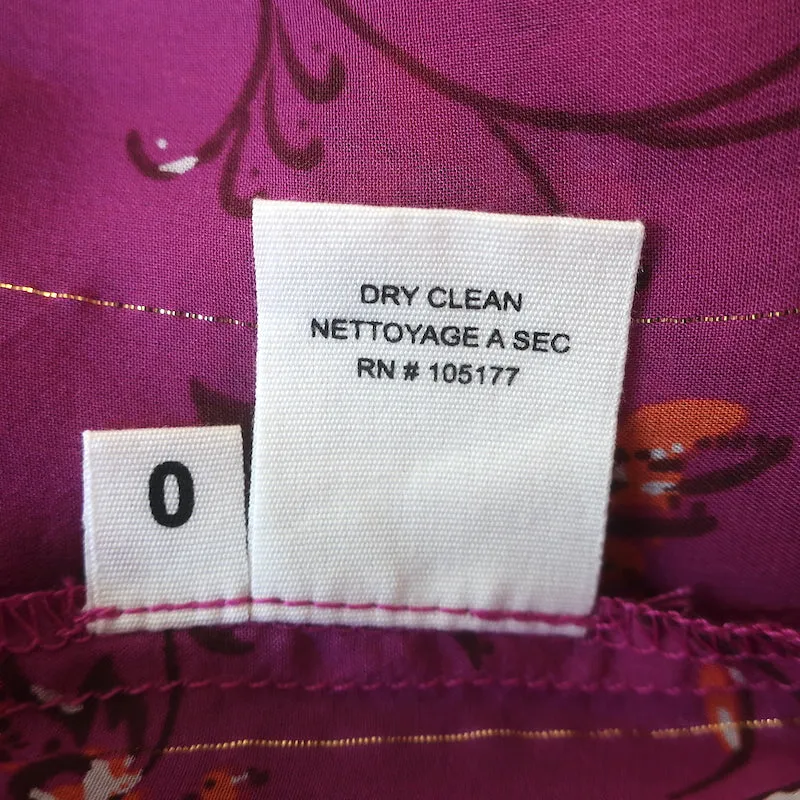 DRY CLEAN
NETTOYAGE A SEC
RN # 105177
0